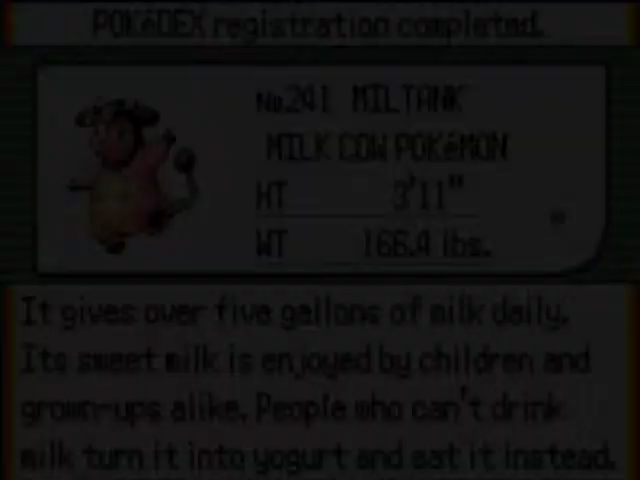 POKéDEX registration completed.
No.241 MILTANK
MILK COW POKéMON
HT 3'11"
WT 166.4 lbs.
It gives over five gallons of milk daily.
Its sweet milk is enjoyed by children and
grown-ups alike. People who can't drink
milk turn it into yogurt and eat it instead.